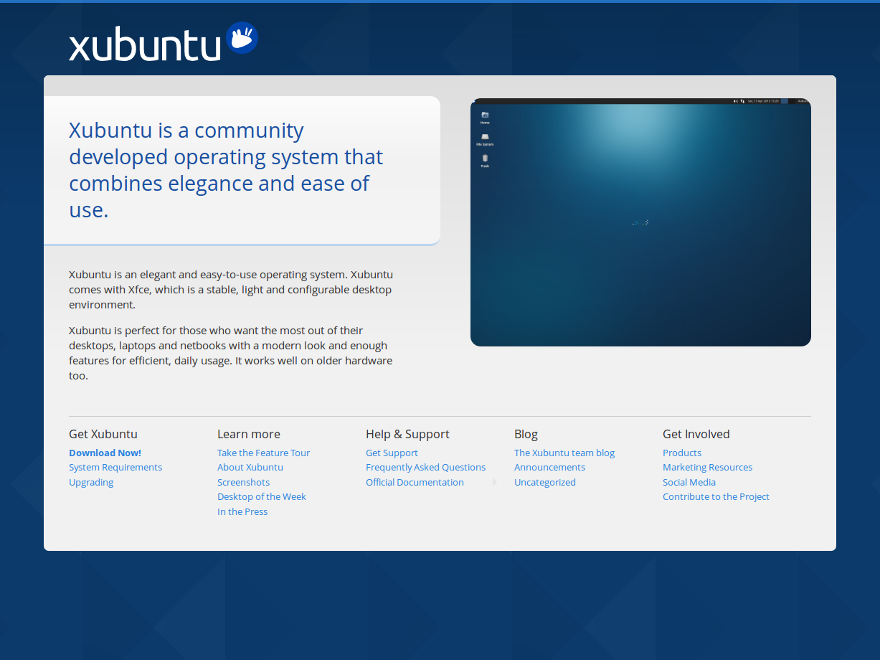 xubuntu
Xubuntu is a community
developed operating system that
combines elegance and ease of
use.
Xubuntu is an elegant and easy-to-use operating system. Xubuntu
comes with Xfce, which is a stable, light and configurable desktop
environment.
Xubuntu is perfect for those who want the most out of their
desktops, laptops and netbooks with a modern look and enough
features for efficient, daily usage. It works well on older hardware
too.
Home
File System
Trash
Get Xubuntu
Download Now!
System Requirements
Upgrading
Learn more
Take the Feature Tour
About Xubuntu
Screenshots
Desktop of the Week
In the Press
Help & Support
Get Support
Frequently Asked Questions
Official Documentation
Blog
The Xubuntu team blog
Announcements
Uncategorized
Get Involved
Products
Marketing Resources
Social Media
Contribute to the Project